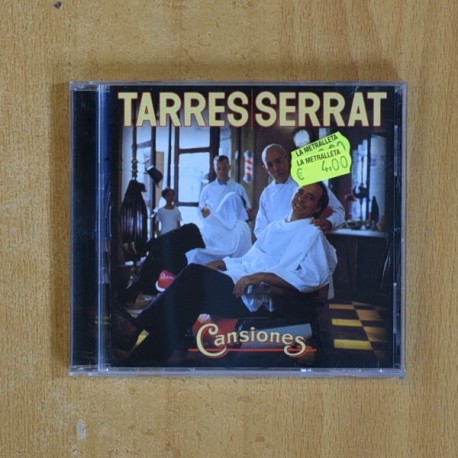 TARRES SERRAT
LA METRALLETA
LA METRALLETA
€ 4,00
Cansiones